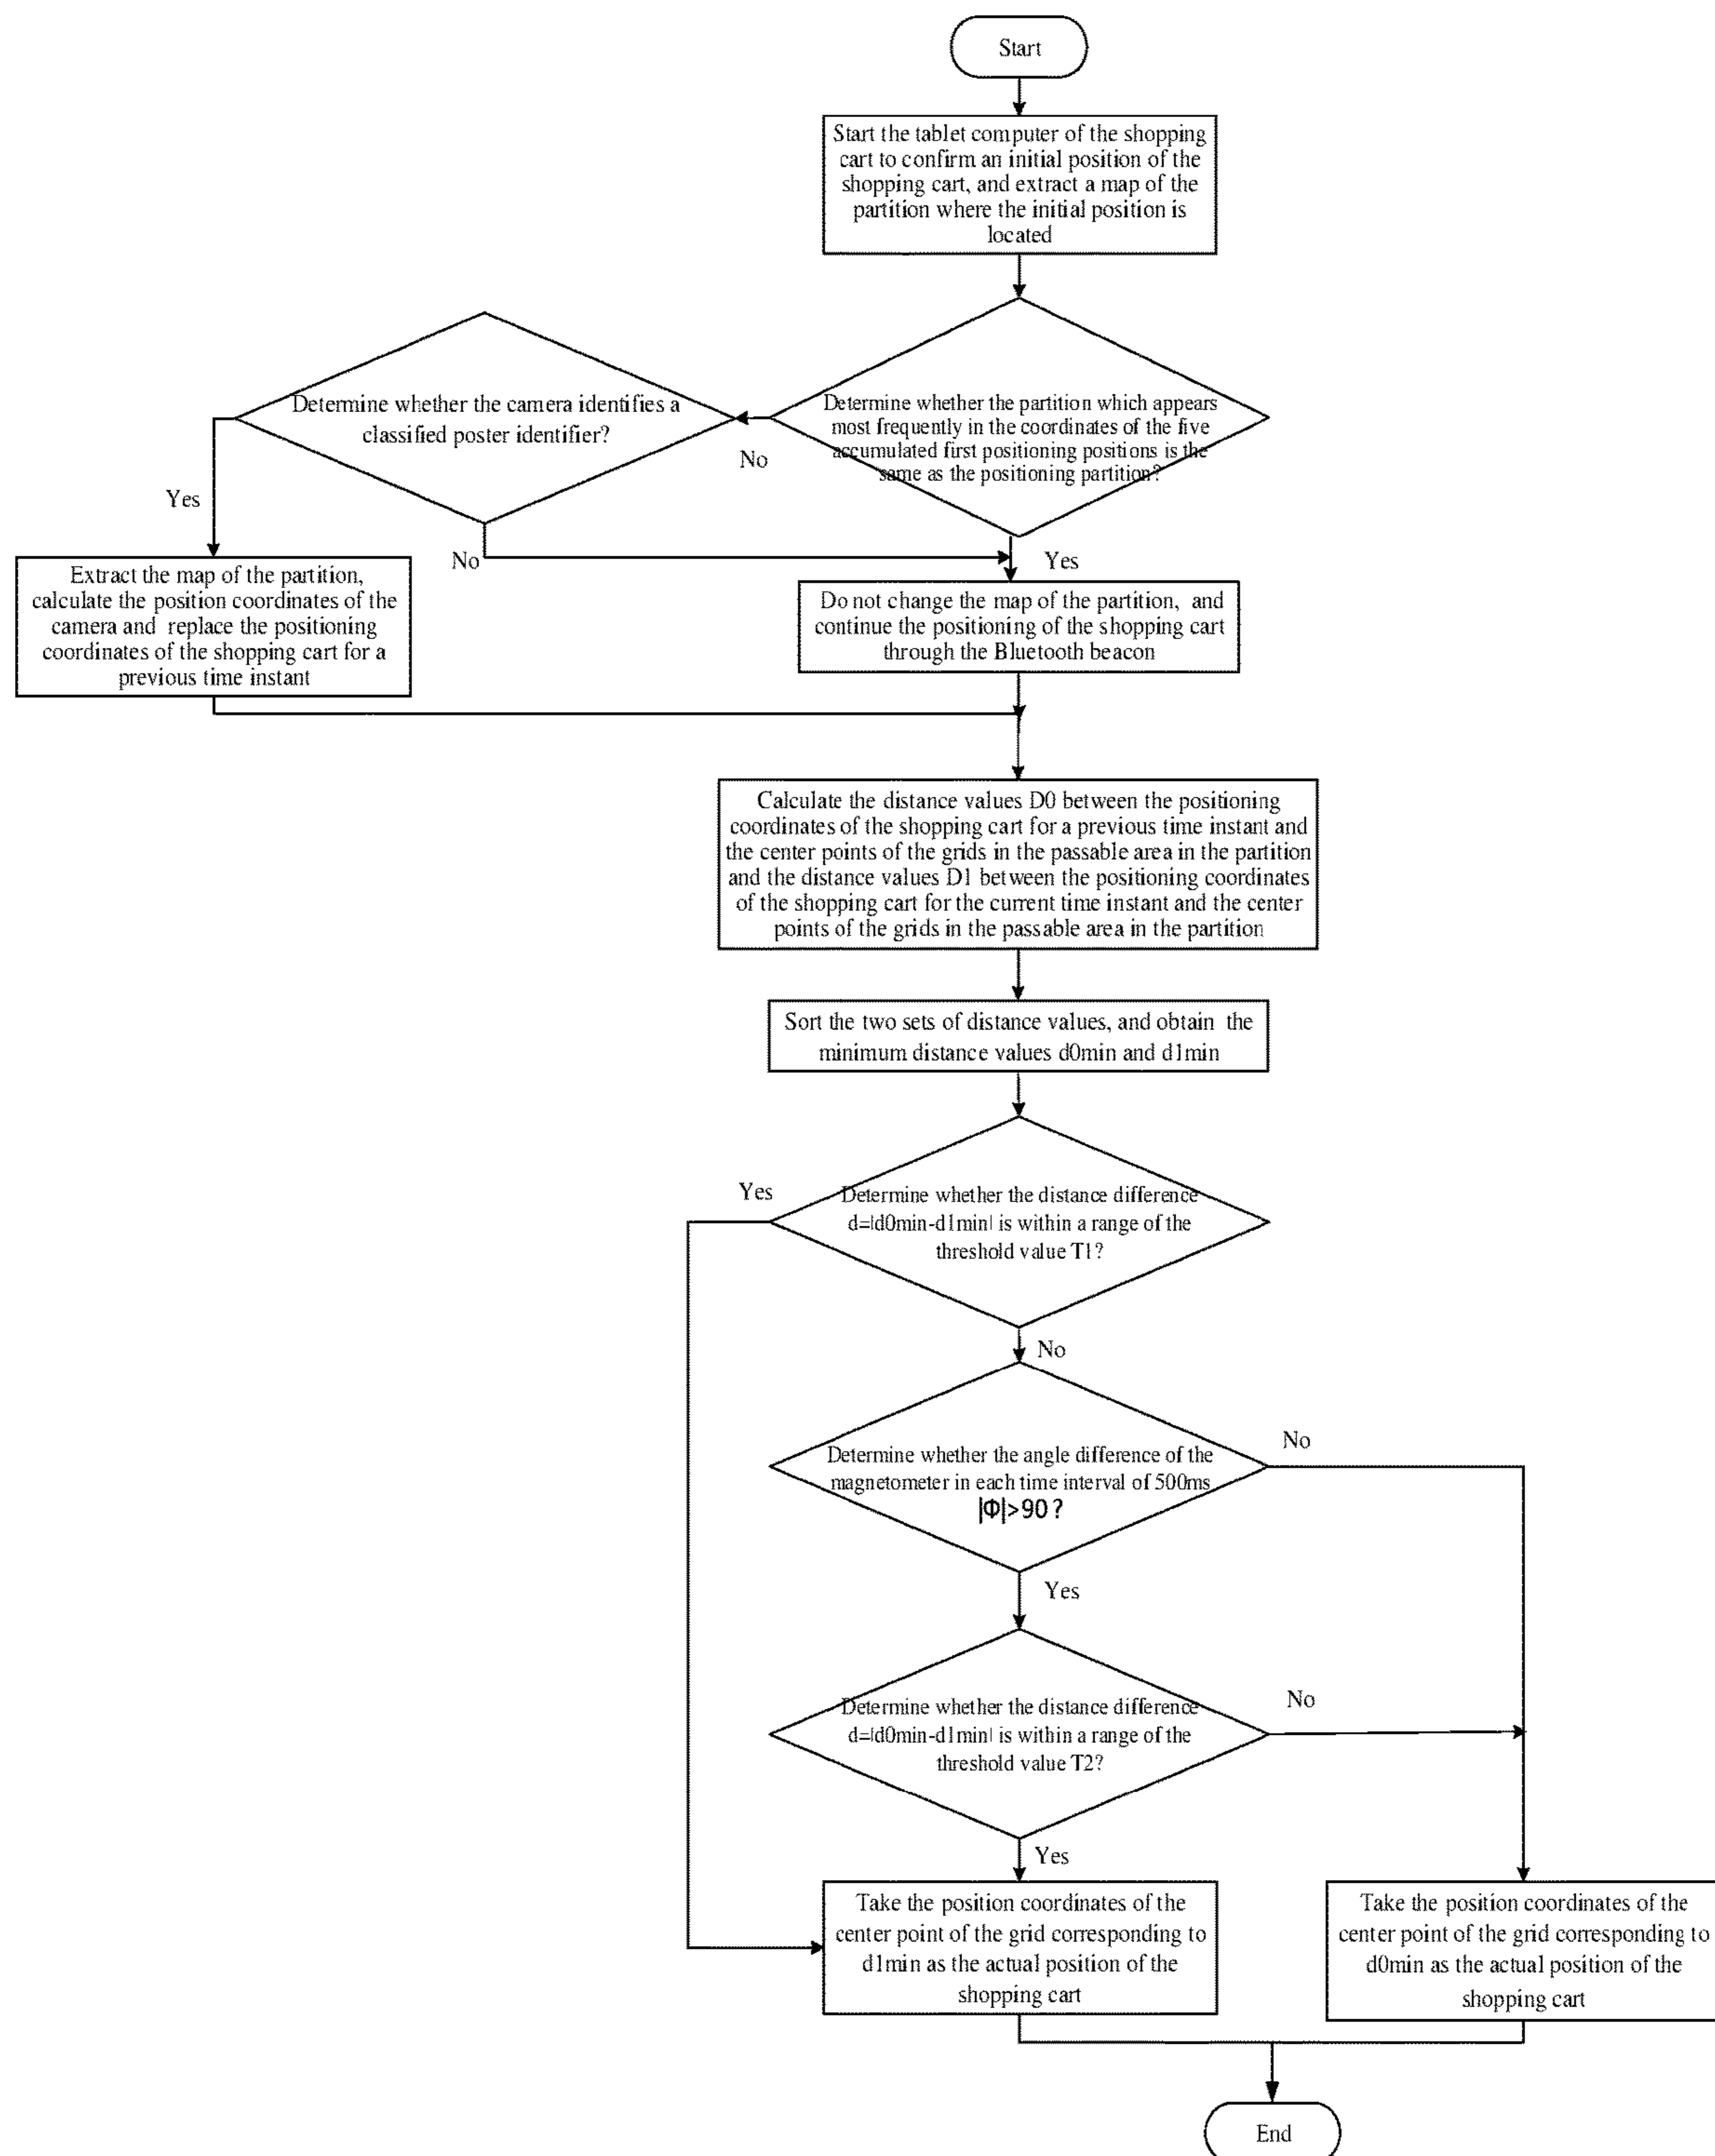 Start
Start the tablet computer of the shopping
cart to confirm an initial position of the
shopping cart, and extract a map of the
partition where the initial position is
located
Determine whether the camera identifies a
classified poster identifier?
Determine whether the partition which appears
most frequently in the coordinates of the five
accumulated first positioning positions is the
same as the positioning partition?
No
Yes
No
Yes
Extract the map of the partition,
calculate the position coordinates of the
camera and replace the positioning
coordinates of the shopping cart for a
previous time instant
Do not change the map of the partition, and
continue the positioning of the shopping cart
through the Bluetooth beacon
Calculate the distance values D0 between the positioning
coordinates of the shopping cart for a previous time instant and
the center points of the grids in the passable area in the partition
and the distance values D1 between the positioning coordinates
of the shopping cart for the current time instant and the center
points of the grids in the passable area in the partition
Sort the two sets of distance values, and obtain the
minimum distance values d0min and d1min
Yes
Determine whether the distance difference
d=|d0min-d1min| is within a range of the
threshold value T1?
No
Determine whether the angle difference of the
magnetometer in each time interval of 500ms
|Φ|>90?
No
Yes
Determine whether the distance difference
d=|d0min-d1min| is within a range of the
threshold value T2?
No
Yes
Take the position coordinates of the
center point of the grid corresponding to
d1min as the actual position of the
shopping cart
Take the position coordinates of the
center point of the grid corresponding to
d0min as the actual position of the
shopping cart
End